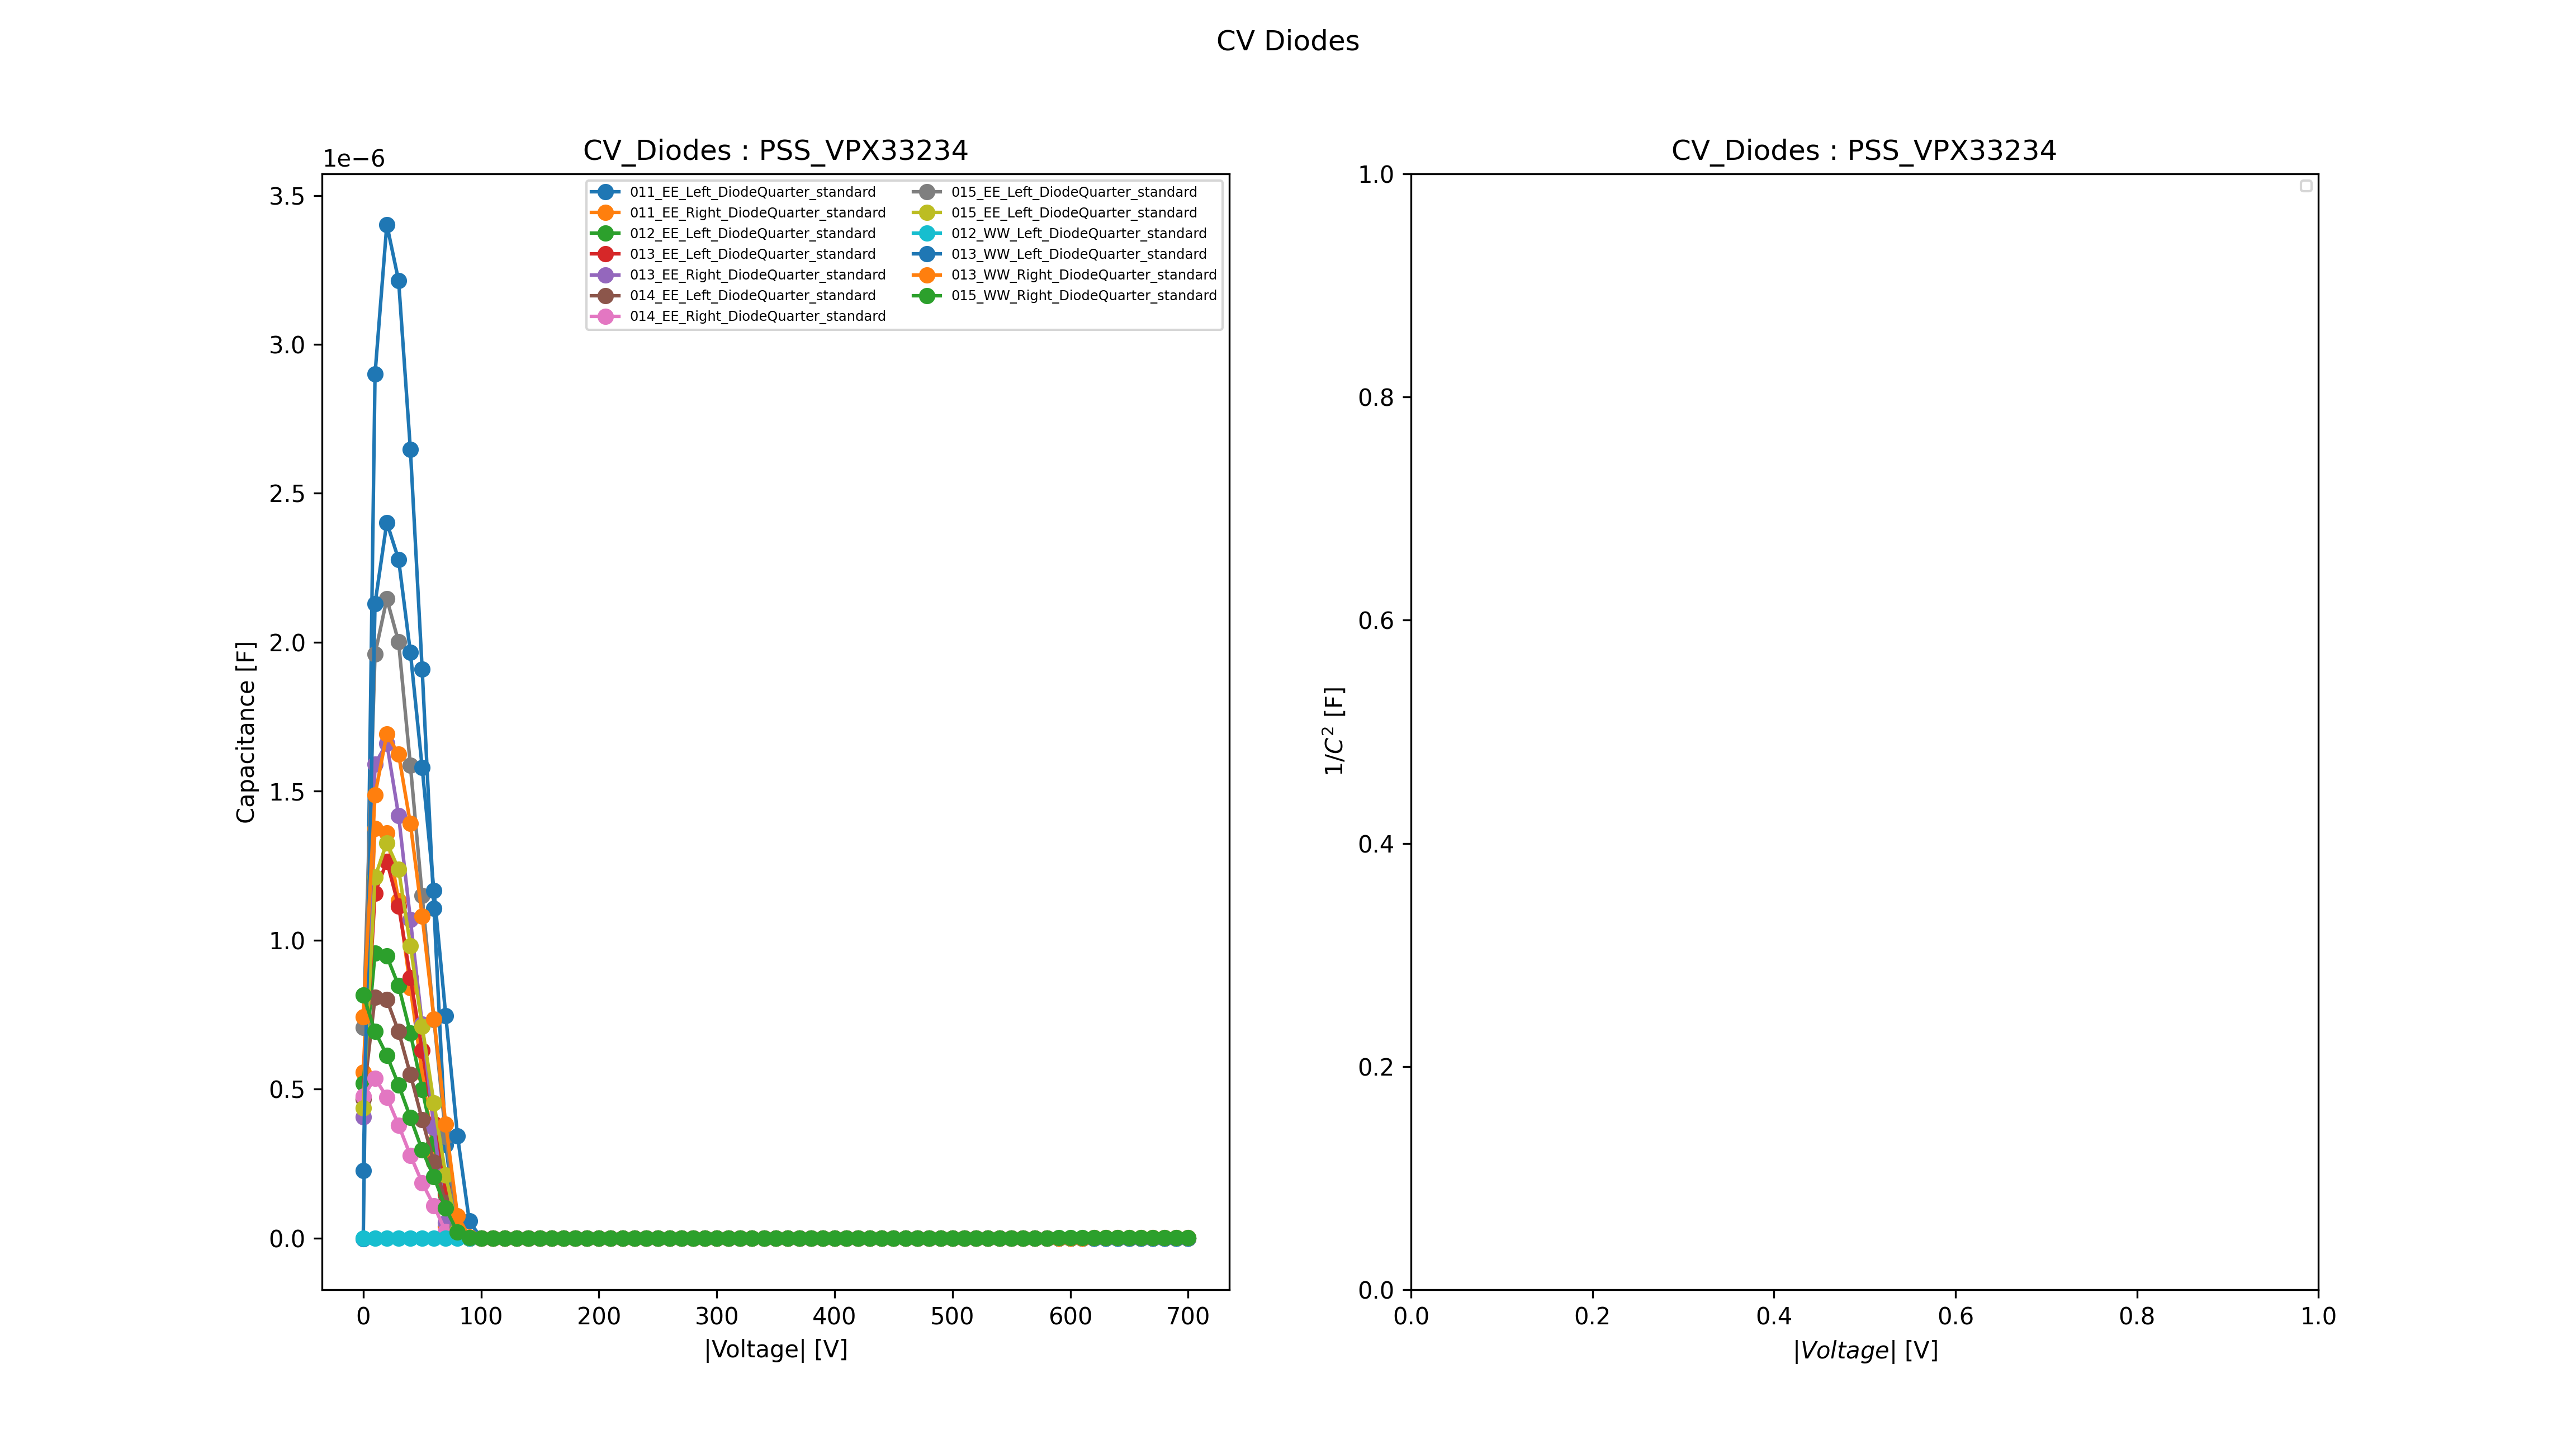 CV Diodes
CV_Diodes : PSS_VPX33234
1e−6
3.5
3.0
2.5
2.0
1.5
1.0
0.5
0.0
Capacitance [F]
011_EE_Left_DiodeQuarter_standard
011_EE_Right_DiodeQuarter_standard
012_EE_Left_DiodeQuarter_standard
013_EE_Left_DiodeQuarter_standard
013_EE_Right_DiodeQuarter_standard
014_EE_Left_DiodeQuarter_standard
014_EE_Right_DiodeQuarter_standard
015_EE_Left_DiodeQuarter_standard
015_EE_Left_DiodeQuarter_standard
012_WW_Left_DiodeQuarter_standard
013_WW_Left_DiodeQuarter_standard
013_WW_Right_DiodeQuarter_standard
015_WW_Right_DiodeQuarter_standard
0 100 200 300 400 500 600 700
|Voltage| [V]
CV_Diodes : PSS_VPX33234
1.0
0.8
0.6
0.4
0.2
0.0
1/C² [F]
0.0 0.2 0.4 0.6 0.8 1.0
|Voltage| [V]